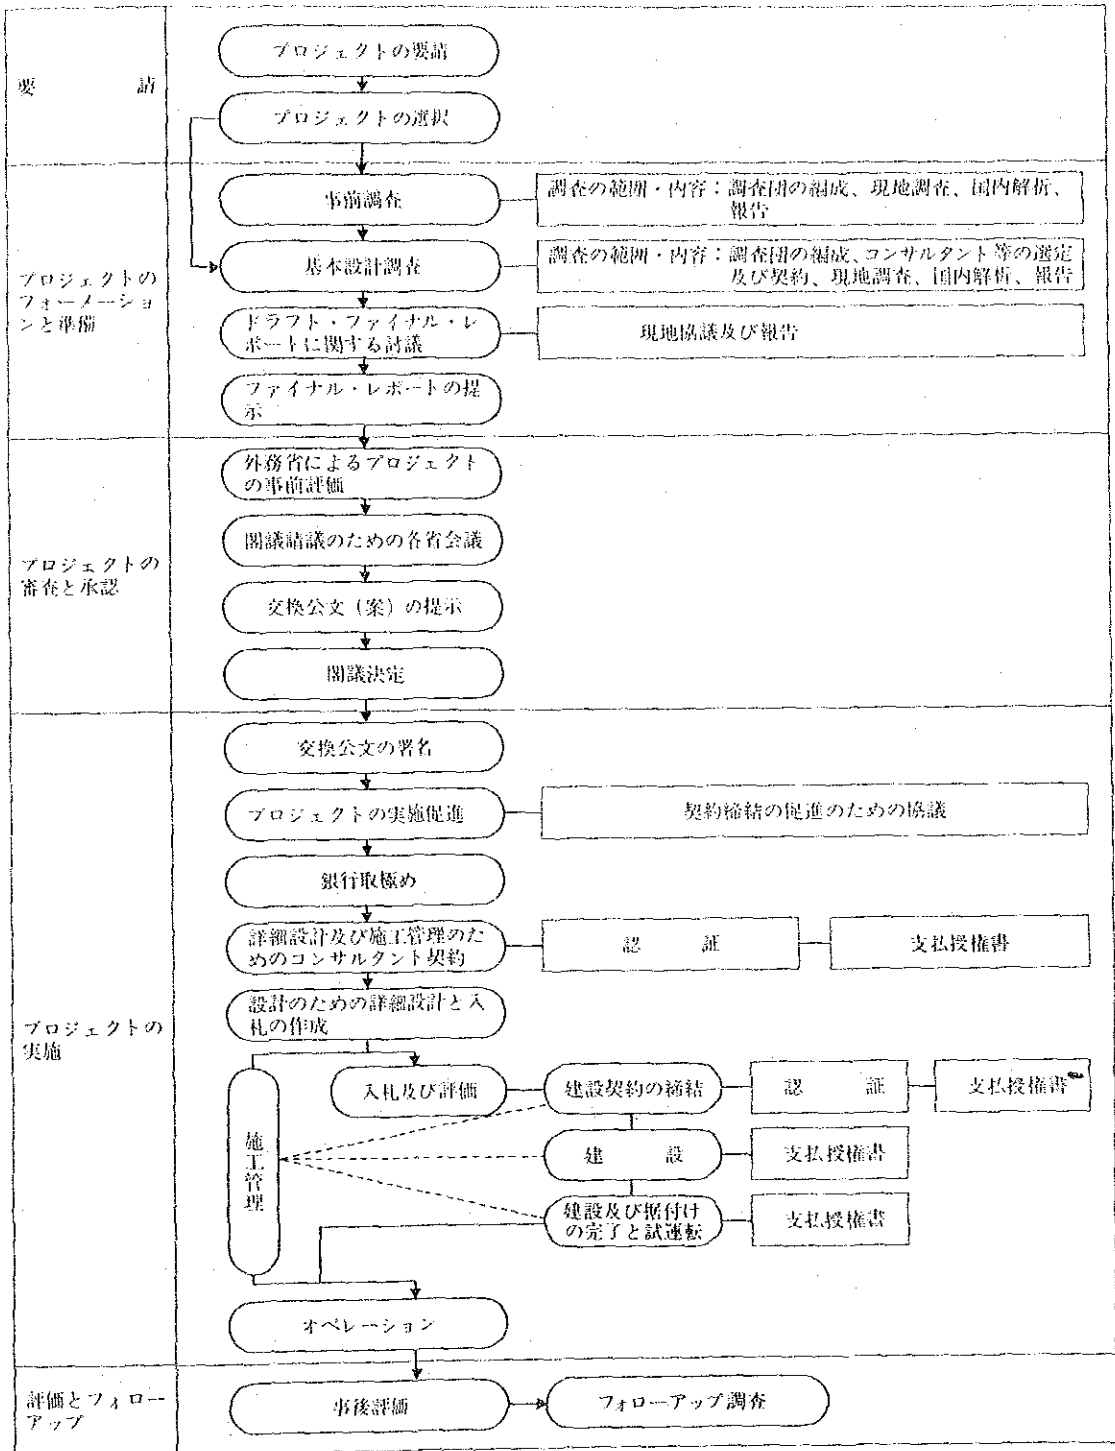 要　　請
プロジェクトの要請
プロジェクトの選択
プロジェクトの
フォーメーショ
ンと準備
事前調査
調査の範囲・内容：調査団の編成、現地調査、国内解析、
報告
基本設計調査
調査の範囲・内容：調査団の編成、コンサルタント等の選定
及び契約、現地調査、国内解析、報告
ドラフト・ファイナル・レ
ポートに関する討議
現地協議及び報告
ファイナル・レポートの提
示
プロジェクトの
審査と承認
外務省によるプロジェクト
の事前評価
閣議請議のための各省会議
交換公文（案）の提示
閣議決定
プロジェクトの
実施
交換公文の署名
プロジェクトの実施促進
契約締結の促進のための協議
銀行取極め
詳細設計及び施工管理のた
めのコンサルタント契約
認　　証
支払授権書
設計のための詳細設計と入
札の作成
施工管理
入札及び評価
建設契約の締結
認　　証
支払授権書
建　　設
支払授権書
建設及び据付け
の完了と試運転
支払授権書
オペレーション
評価とフォロー
アップ
事後評価
フォローアップ調査